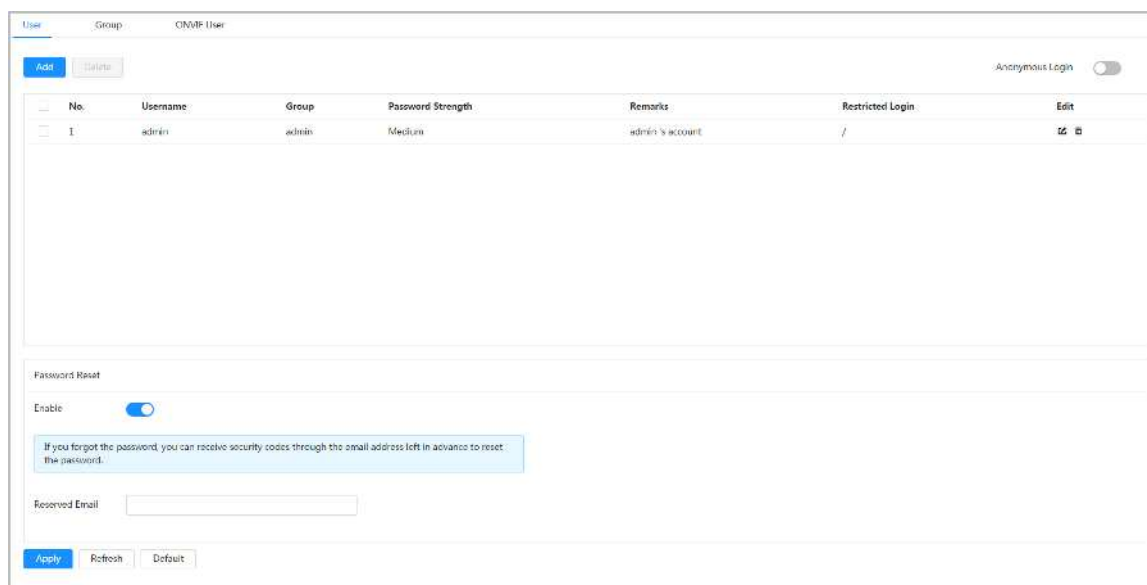 User Group ONVIF User
Add Delete Anonymous Login
No. Username Group Password Strength Remarks Restricted Login Edit
1 admin admin Medium admin 's account /
Password Reset
Enable
If you forgot the password, you can receive security codes through the email address left in advance to reset
the password.
Reserved Email
Apply Refresh Default